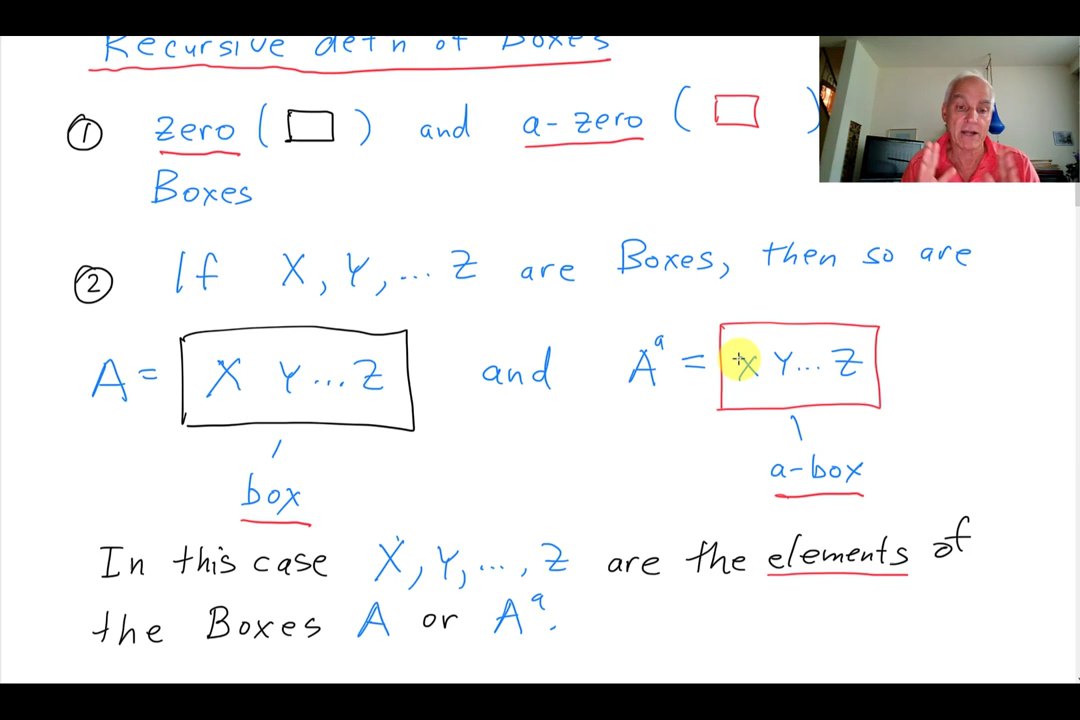 Recursive def'n of Boxes
① zero ( ) and a-zero ( )
Boxes
② If X, Y, ... Z are Boxes, then so are
A = X Y ... Z and Aᵃ = X Y ... Z
box a-box
In this case X, Y, ..., Z are the elements of
the Boxes A or Aᵃ.